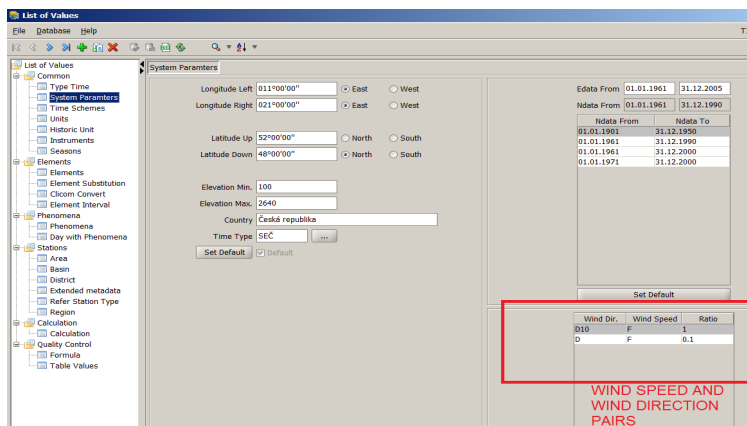 List of Values
File Database Help
List of Values
Common
Type Time
System Paramters
Time Schemes
Units
Historic Unit
Instruments
Seasons
Elements
Elements
Element Substitution
Clicom Convert
Element Interval
Phenomena
Phenomena
Day with Phenomena
Stations
Area
Basin
District
Extended metadata
Refer Station Type
Region
Calculation
Calculation
Quality Control
Formula
Table Values
System Paramters
Longitude Left 011°00'00" East West
Longitude Right 021°00'00" East West
Latitude Up 52°00'00" North South
Latitude Down 48°00'00" North South
Elevation Min. 100
Elevation Max. 2640
Country Česká republika
Time Type SEČ ...
Set Default Default
Edata From 01.01.1961 31.12.2005
Ndata From 01.01.1961 31.12.1990
Ndata From Ndata To
01.01.1901 31.12.1950
01.01.1961 31.12.1990
01.01.1961 31.12.2000
01.01.1971 31.12.2000
Set Default
Wind Dir. Wind Speed Ratio
D10 F 1
D F 0.1
WIND SPEED AND
WIND DIRECTION
PAIRS